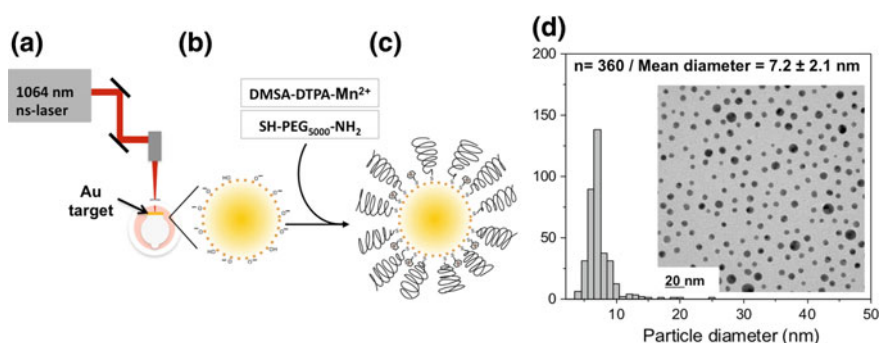 (a)
(b)
(c)
(d)
1064 nm
ns-laser
Au
target
DMSA-DTPA-Mn²⁺
SH-PEG₅₀₀₀-NH₂
n= 360 / Mean diameter = 7.2 ± 2.1 nm
200
150
100
50
0
20 nm
10
20
30
40
50
Particle diameter (nm)